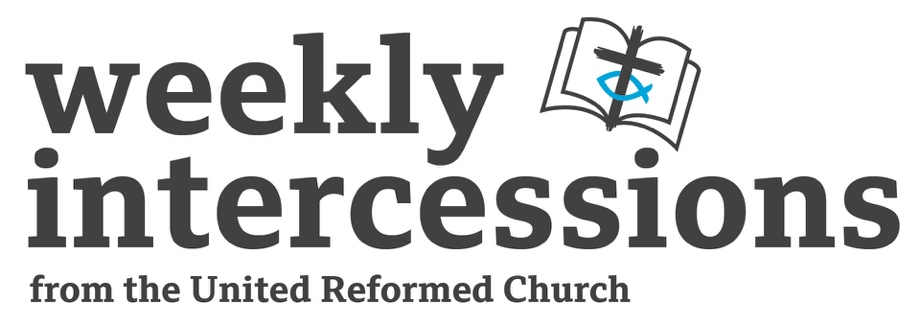 weekly
intercessions
from the United Reformed Church